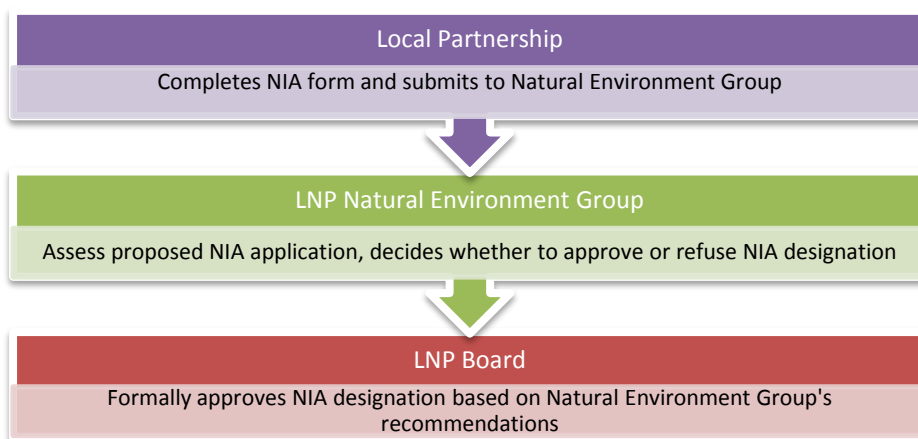 Local Partnership
Completes NIA form and submits to Natural Environment Group
LNP Natural Environment Group
Assess proposed NIA application, decides whether to approve or refuse NIA designation
LNP Board
Formally approves NIA designation based on Natural Environment Group's
recommendations